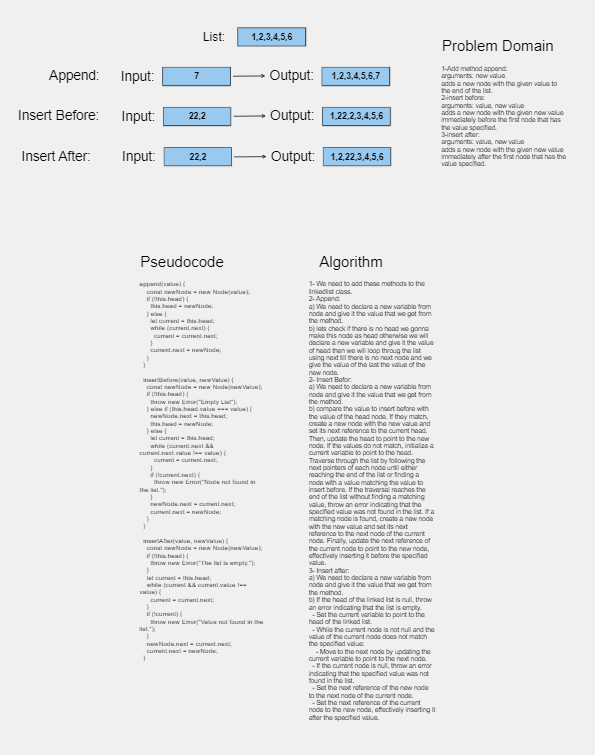 List: 1,2,3,4,5,6
Append: Input: 7 Output: 1,2,3,4,5,6,7
Insert Before: Input: 22,2 Output: 1,22,2,3,4,5,6
Insert After: Input: 22,2 Output: 1,2,22,3,4,5,6
Problem Domain
1-Add method append:
arguments: new value
adds a new node with the given value to
the end of the list.
2-insert before:
arguments: value, new value
adds a new node with the given new value
immediately before the first node that has
the value specified.
3-insert after:
arguments: value, new value
adds a new node with the given new value
immediately after the first node that has the
value specified.
Pseudocode
append(value) {
const newNode = new Node(value);
if (!this.head) {
this.head = newNode;
} else {
let current = this.head;
while (current.next) {
current = current.next;
}
current.next = newNode;
}
}
insertBefore(value, newValue) {
const newNode = new Node(newValue);
if (!this.head) {
throw new Error("Empty List");
} else if (this.head.value === value) {
newNode.next = this.head;
this.head = newNode;
} else {
let current = this.head;
while (current.next &&
current.next.value !== value) {
current = current.next;
}
if (!current.next) {
throw new Error("Node not found in
the list.");
}
newNode.next = current.next;
current.next = newNode;
}
}
insertAfter(value, newValue) {
const newNode = new Node(newValue);
if (!this.head) {
throw new Error("The list is empty.");
}
let current = this.head;
while (current && current.value !==
value) {
current = current.next;
}
if (!current) {
throw new Error("Value not found in the
list.");
}
newNode.next = current.next;
current.next = newNode;
}
Algorithm
1- We need to add these methods to the
linkedlist class.
2- Append:
a) We need to declare a new variable from
node and give it the value that we get from
the method.
b) lets check if there is no head we gonna
make this node as head otherwise we will
declare a new variable and give it the value
of head then we will loop throug the list
using next till there is no next node and we
give the value of the last the value of the
new node.
2- Insert Befor:
a) We need to declare a new variable from
node and give it the value that we get from
the method.
b) compare the value to insert before with
the value of the head node. If they match,
create a new node with the new value and
set its next reference to the current head.
Then, update the head to point to the new
node. If the values do not match, initialize a
current variable to point to the head.
Traverse through the list by following the
next pointers of each node until either
reaching the end of the list or finding a
node with a value matching the value to
insert before. If the traversal reaches the
end of the list without finding a matching
value, throw an error indicating that the
specified value was not found in the list. If a
matching node is found, create a new node
with the new value and set its next
reference to the next node of the current
node. Finally, update the next reference of
the current node to point to the new node,
effectively inserting it before the specified
value.
3- Insert after:
a) We need to declare a new variable from
node and give it the value that we get from
the method.
b) If the head of the linked list is null, throw
an error indicating that the list is empty.
- Set the current variable to point to the
head of the linked list.
- While the current node is not null and the
value of the current node does not match
the specified value:
- Move to the next node by updating the
current variable to point to the next node.
- If the current node is null, throw an error
indicating that the specified value was not
found in the list.
- Set the next reference of the new node
to the next node of the current node.
- Set the next reference of the current
node to the new node, effectively inserting it
after the specified value.